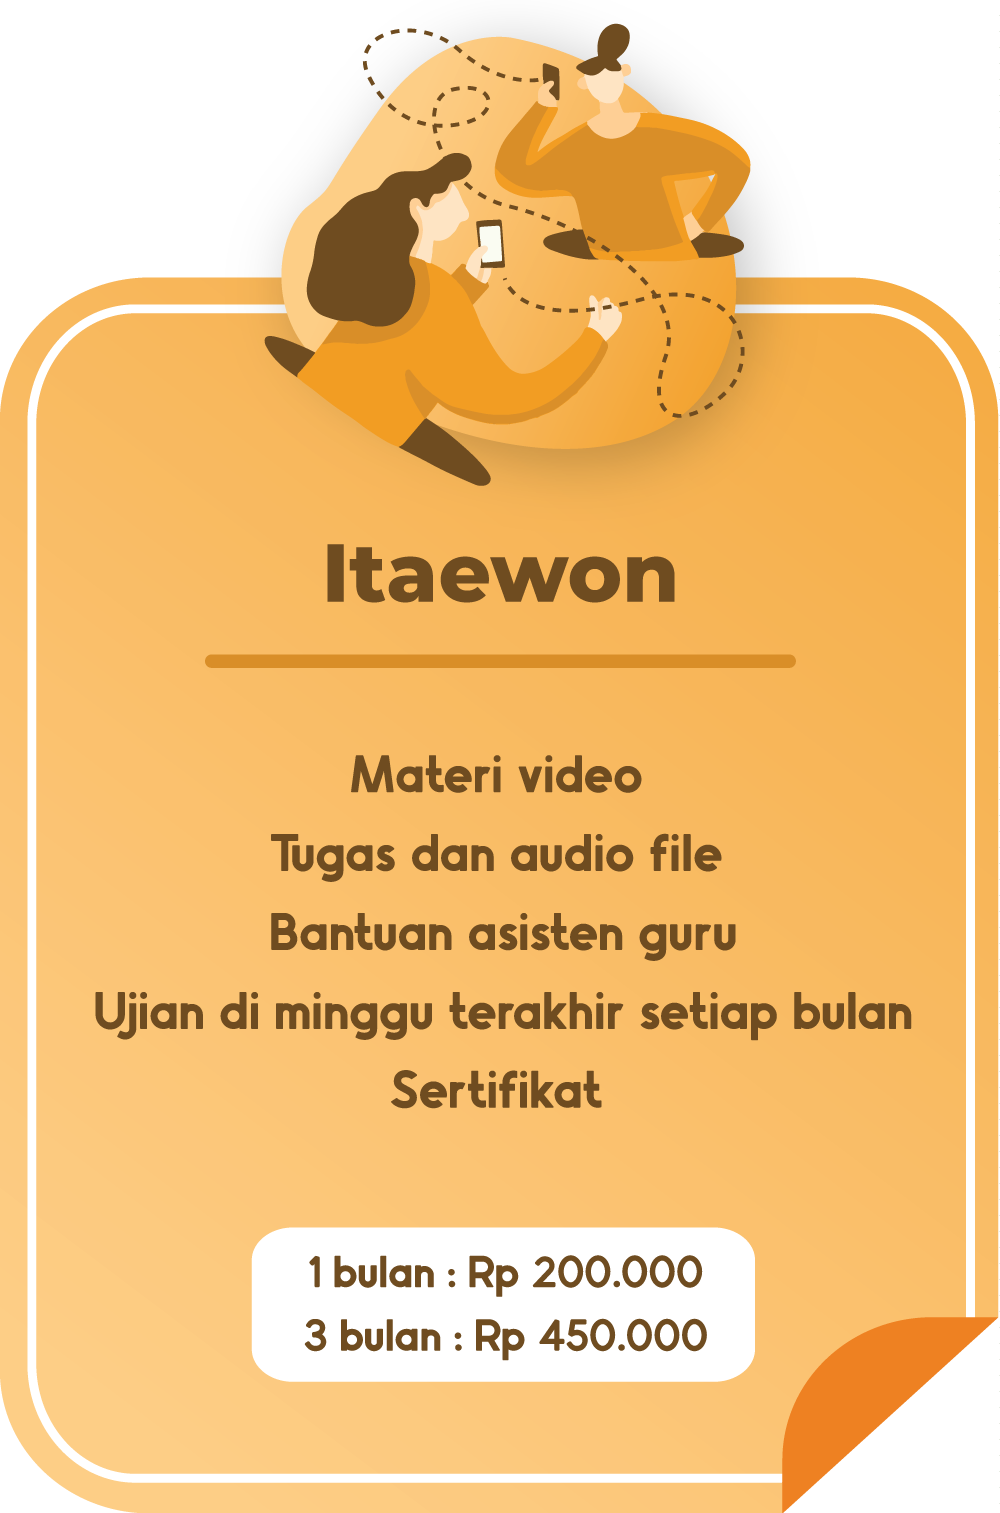 Itaewon
Materi video
Tugas dan audio file
Bantuan asisten guru
Ujian di minggu terakhir setiap bulan
Sertifikat
1 bulan : Rp 200.000
3 bulan : Rp 450.000